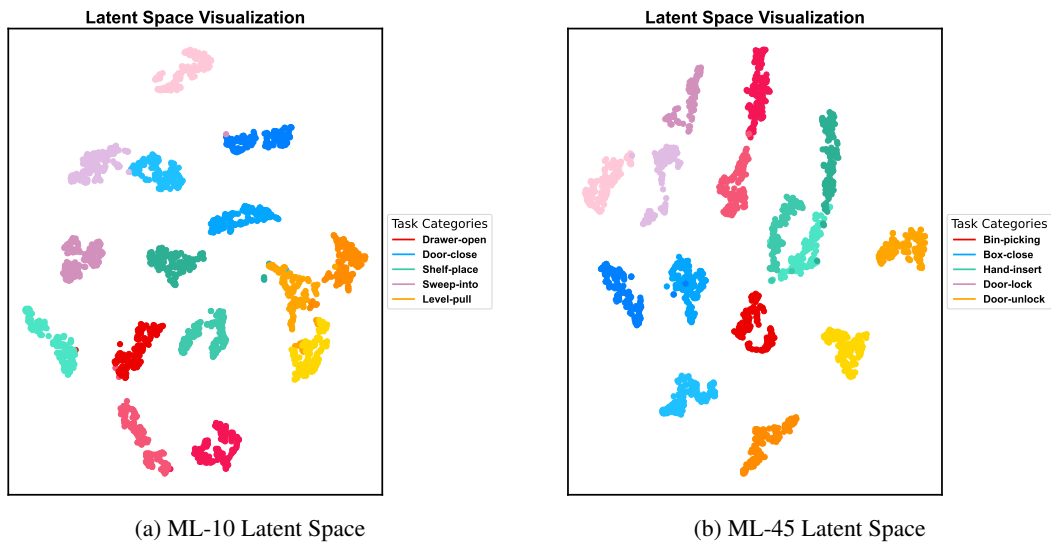 Latent Space Visualization
Task Categories
Drawer-open
Door-close
Shelf-place
Sweep-into
Level-pull
(a) ML-10 Latent Space
Latent Space Visualization
Task Categories
Bin-picking
Box-close
Hand-insert
Door-lock
Door-unlock
(b) ML-45 Latent Space